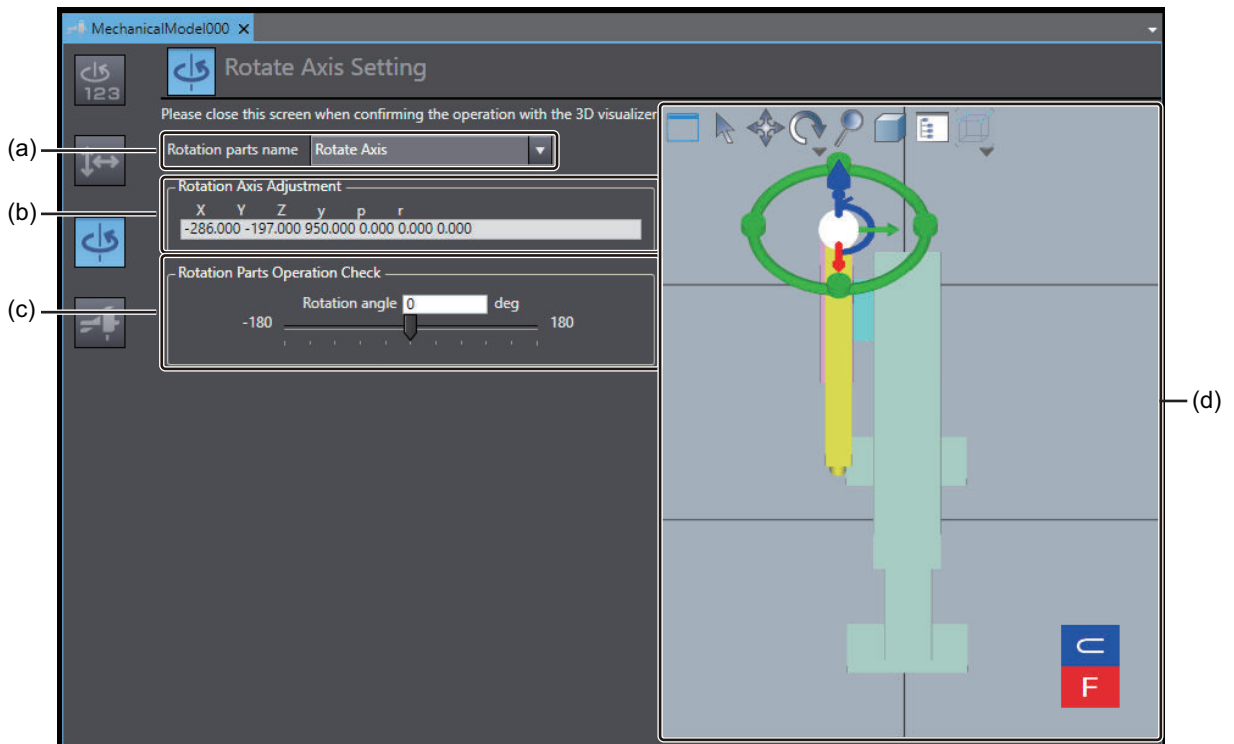 MechanicalModel000
123
Rotate Axis Setting
Please close this screen when confirming the operation with the 3D visualizer
(a)
Rotation parts name Rotate Axis
(b)
Rotation Axis Adjustment
X Y Z y p r
-286.000 -197.000 950.000 0.000 0.000 0.000
(c)
Rotation Parts Operation Check
Rotation angle 0 deg
-180 180
(d)
F